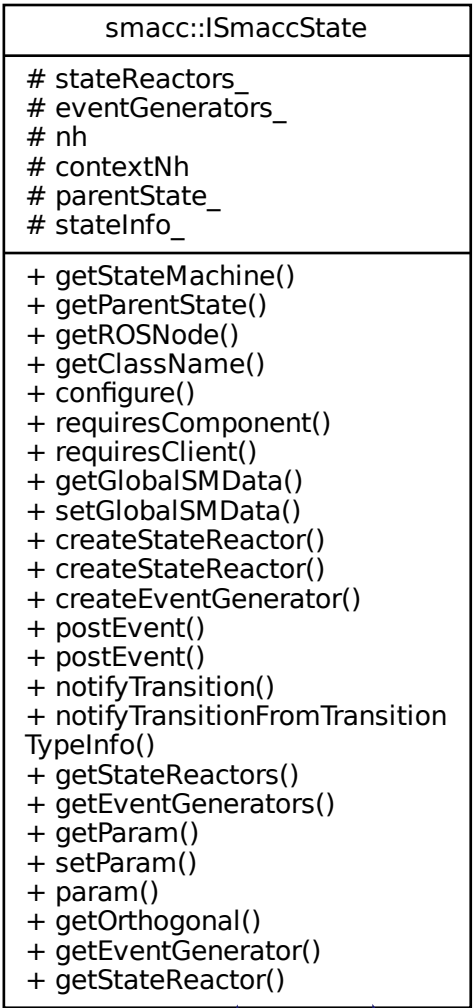 smacc::ISmaccState
# stateReactors_
# eventGenerators_
# nh
# contextNh
# parentState_
# stateInfo_
+ getStateMachine()
+ getParentState()
+ getROSNode()
+ getClassName()
+ configure()
+ requiresComponent()
+ requiresClient()
+ getGlobalSMData()
+ setGlobalSMData()
+ createStateReactor()
+ createStateReactor()
+ createEventGenerator()
+ postEvent()
+ postEvent()
+ notifyTransition()
+ notifyTransitionFromTransition
TypeInfo()
+ getStateReactors()
+ getEventGenerators()
+ getParam()
+ setParam()
+ param()
+ getOrthogonal()
+ getEventGenerator()
+ getStateReactor()